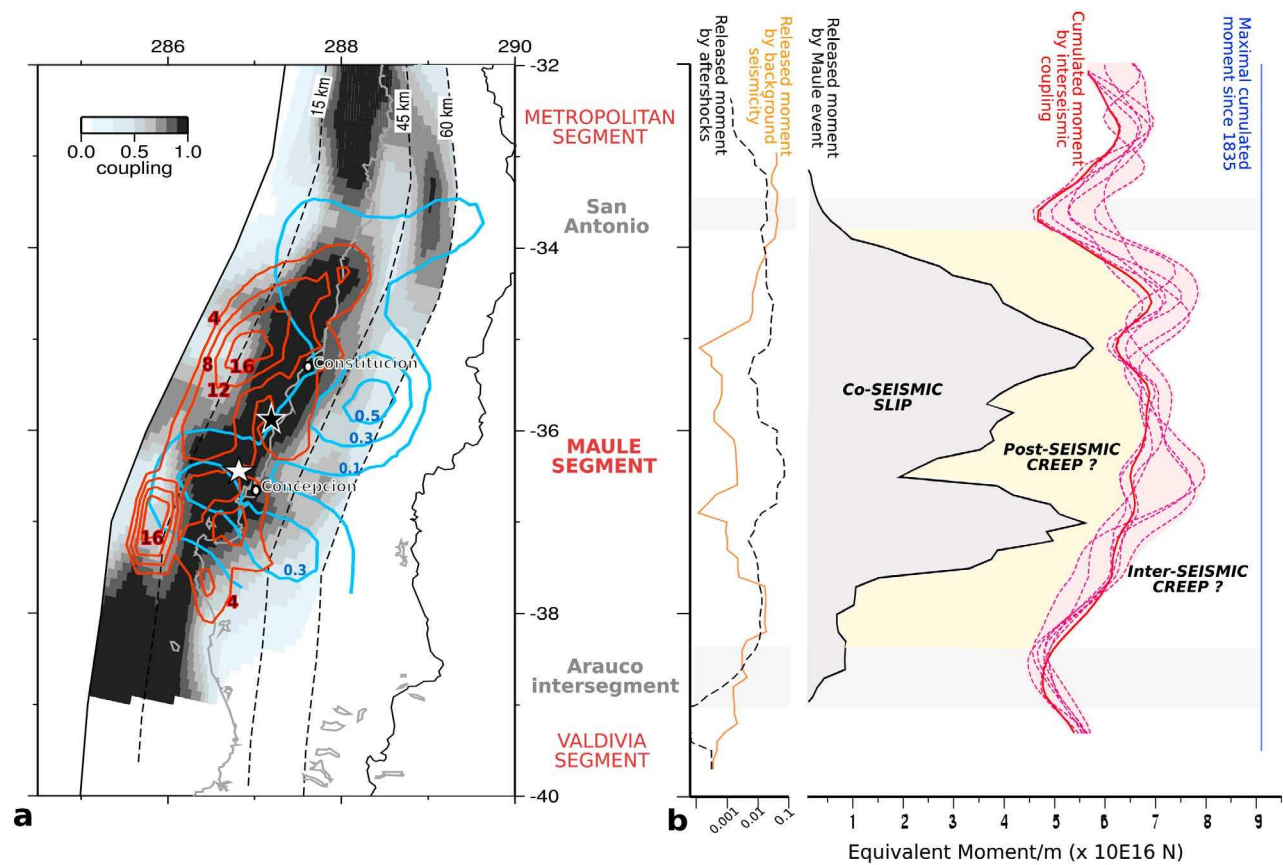 286
288
290
-32
-34
-36
-38
-40
0.0
0.5
1.0
coupling
15 km
45 km
60 km
4
8
16
12
Constitucion
0.5
0.3
0.1
Concepcion
16
0.3
4
a
METROPOLITAN
SEGMENT
San
Antonio
MAULE
SEGMENT
Arauco
intersegment
VALDIVIA
SEGMENT
b
Released moment
by aftershocks
Released moment
by background
seismicity
Released moment
by Maule event
Cumulated moment
by interseismic
coupling
Maximal cumulated
moment since 1835
Co-SEISMIC
SLIP
Post-SEISMIC
CREEP ?
Inter-SEISMIC
CREEP ?
0.001
0.01
0.1
1
2
3
4
5
6
7
8
9
Equivalent Moment/m (x 10E16 N)